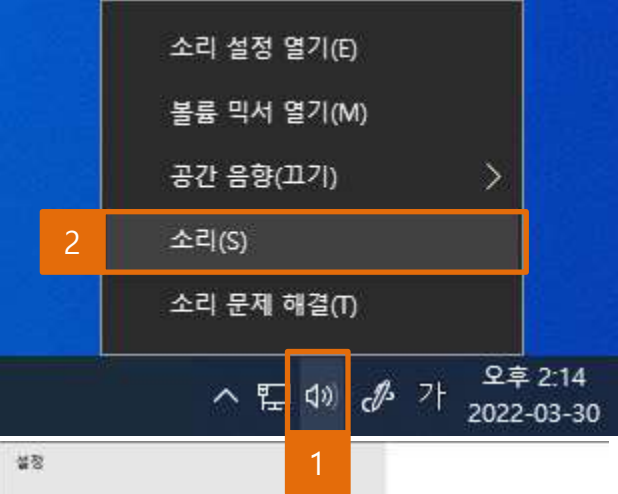 소리 설정 열기(E)
볼륨 믹서 열기(M)
공간 음향(끄기)
2
소리(S)
소리 문제 해결(T)
가
오후 2:14
2022-03-30
설정
1